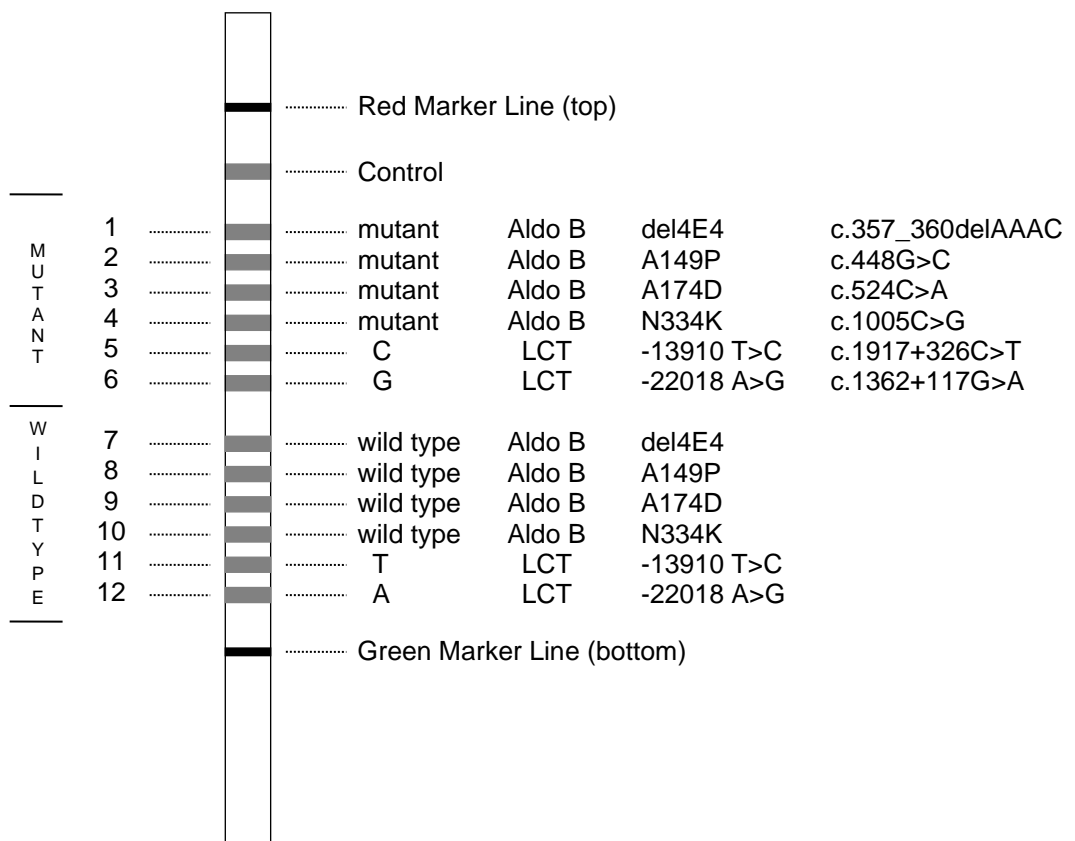 Red Marker Line (top)
Control
MUTANT
1 mutant Aldo B del4E4 c.357_360delAAAC
2 mutant Aldo B A149P c.448G>C
3 mutant Aldo B A174D c.524C>A
4 mutant Aldo B N334K c.1005C>G
5 C LCT -13910 T>C c.1917+326C>T
6 G LCT -22018 A>G c.1362+117G>A
WILDTYPE
7 wild type Aldo B del4E4
8 wild type Aldo B A149P
9 wild type Aldo B A174D
10 wild type Aldo B N334K
11 T LCT -13910 T>C
12 A LCT -22018 A>G
Green Marker Line (bottom)